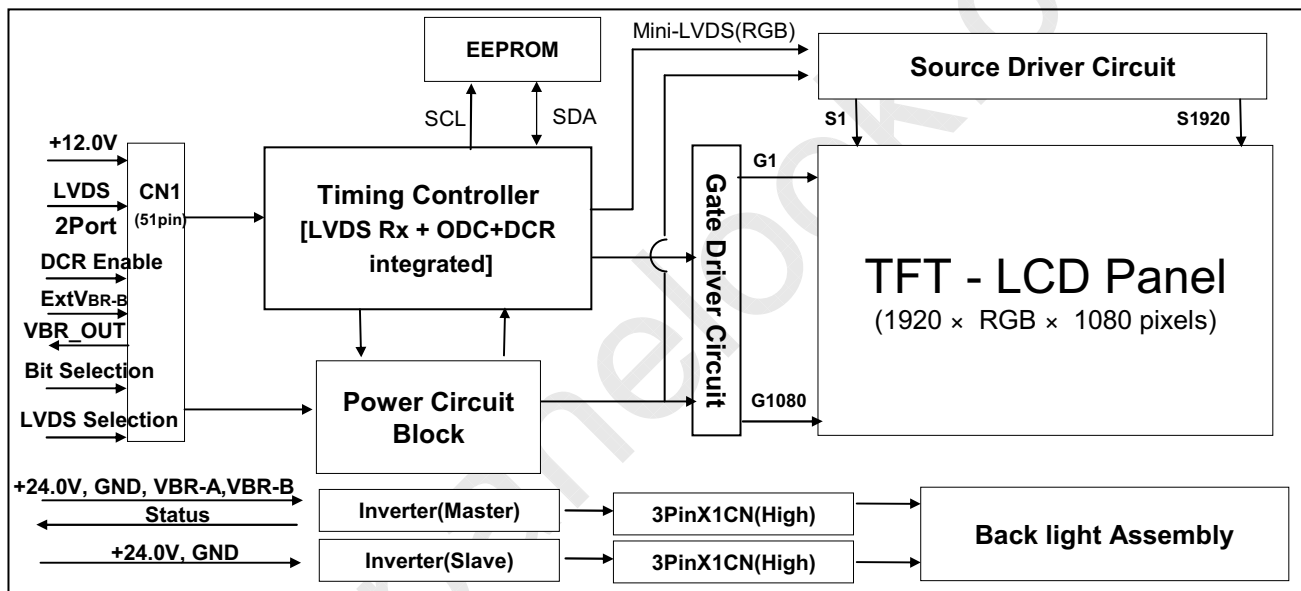 EEPROM
Mini-LVDS(RGB)
Source Driver Circuit
SCL
SDA
S1
S1920
+12.0V
LVDS
2Port
DCR Enable
ExtVBR-B
VBR_OUT
Bit Selection
LVDS Selection
CN1
(51pin)
Timing Controller
[LVDS Rx + ODC+DCR
integrated]
Power Circuit
Block
Gate Driver Circuit
G1
G1080
TFT - LCD Panel
(1920 × RGB × 1080 pixels)
+24.0V, GND, VBR-A,VBR-B
Status
+24.0V, GND
Inverter(Master)
3PinX1CN(High)
Inverter(Slave)
3PinX1CN(High)
Back light Assembly